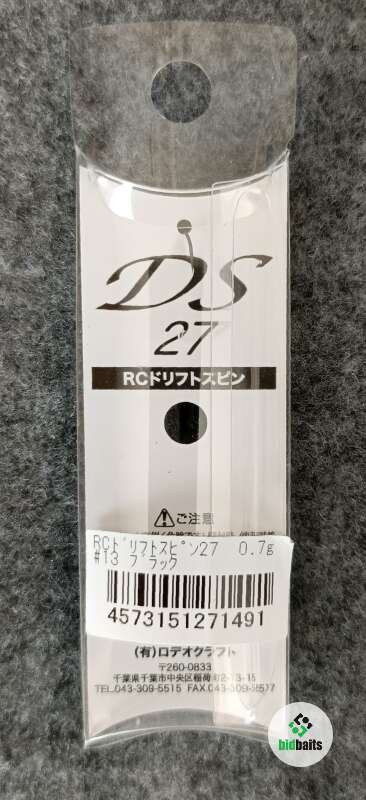 DS
27
RCドリフトスピン
ご注意
RCﾄﾞﾘﾌﾄｽﾋﾟﾝ27 0.7g
#13 ブラック
4573151271491
(有)ロデオクラフト
〒260-0833
千葉県千葉市中央区稲荷町2-13-15
TEL.043-309-5515 FAX.043-309-5517
bidbaits